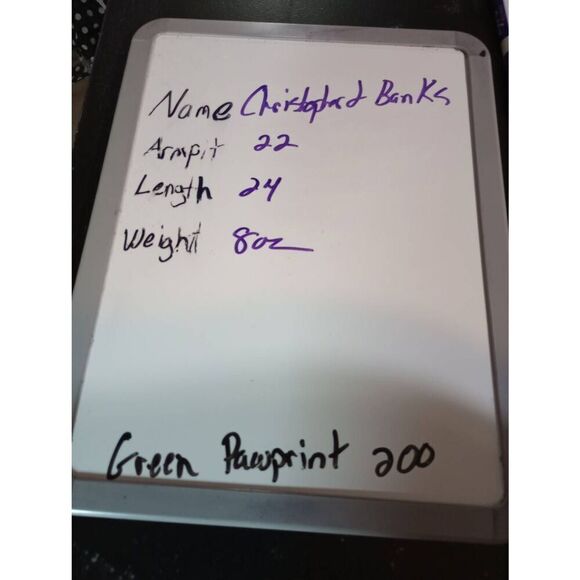 Name Christopher & Banks
Armpit 22
Length 24
Weight 8oz
Green Pawprint 200